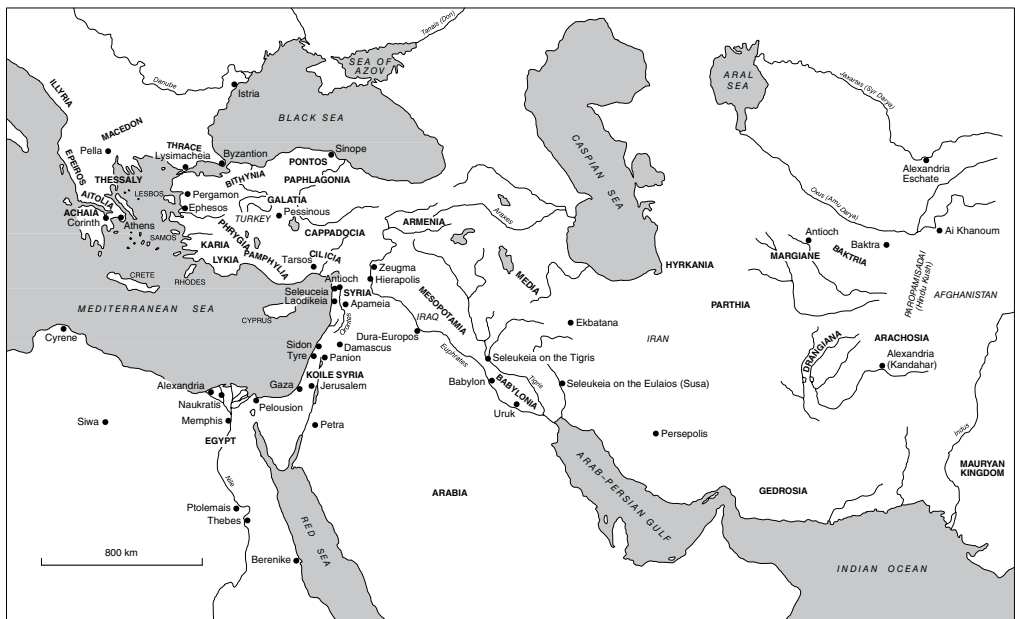 Tanais (Don)
SEA OF
AZOV
Danube
Istria
BLACK SEA
CASPIAN SEA
ARAL
SEA
Jaxartes (Syr Darya)
ILLYRIA
MACEDON
Pella
THRACE
Lysimacheia
Byzantion
Sinope
PONTOS
PAPHLAGONIA
BITHYNIA
EPEIROS
THESSALY
AITOLIA
LESBOS
Pergamon
Ephesos
GALATIA
Pessinous
TURKEY
ACHAIA
Corinth
Athens
SAMOS
PHRYGIA
KARIA
LYKIA
PAMPHYLIA
CAPPADOCIA
CILICIA
Tarsos
ARMENIA
Araxes
Alexandria
Eschate
Oxus (Amu Darya)
Ai Khanoum
Antioch
Baktra
MARGIANE
BAKTRIA
HYRKANIA
MEDIA
PAROPAMISADAI
(Hindu Kush)
AFGHANISTAN
CRETE
RHODES
Zeugma
Hierapolis
Antioch
Seleuceia
Laodikeia
SYRIA
Apameia
MESOPOTAMIA
MEDITERRANEAN SEA
CYPRUS
Orontes
IRAQ
PARTHIA
Cyrene
Dura-Europos
Ekbatana
IRAN
DRANGIANA
ARACHOSIA
Alexandria
(Kandahar)
Sidon
Damascus
Tyre
Panion
Euphrates
Seleukeia on the Tigris
KOILE SYRIA
Babylon
BABYLONIA
Tigris
Seleukeia on the Eulaios (Susa)
Alexandria
Gaza
Jerusalem
Naukratis
Pelousion
Uruk
Siwa
Memphis
Petra
Persepolis
Indus
EGYPT
MAURYAN
KINGDOM
ARABIA
ARAB–PERSIAN GULF
GEDROSIA
Nile
Ptolemais
Thebes
RED SEA
800 km
Berenike
INDIAN OCEAN